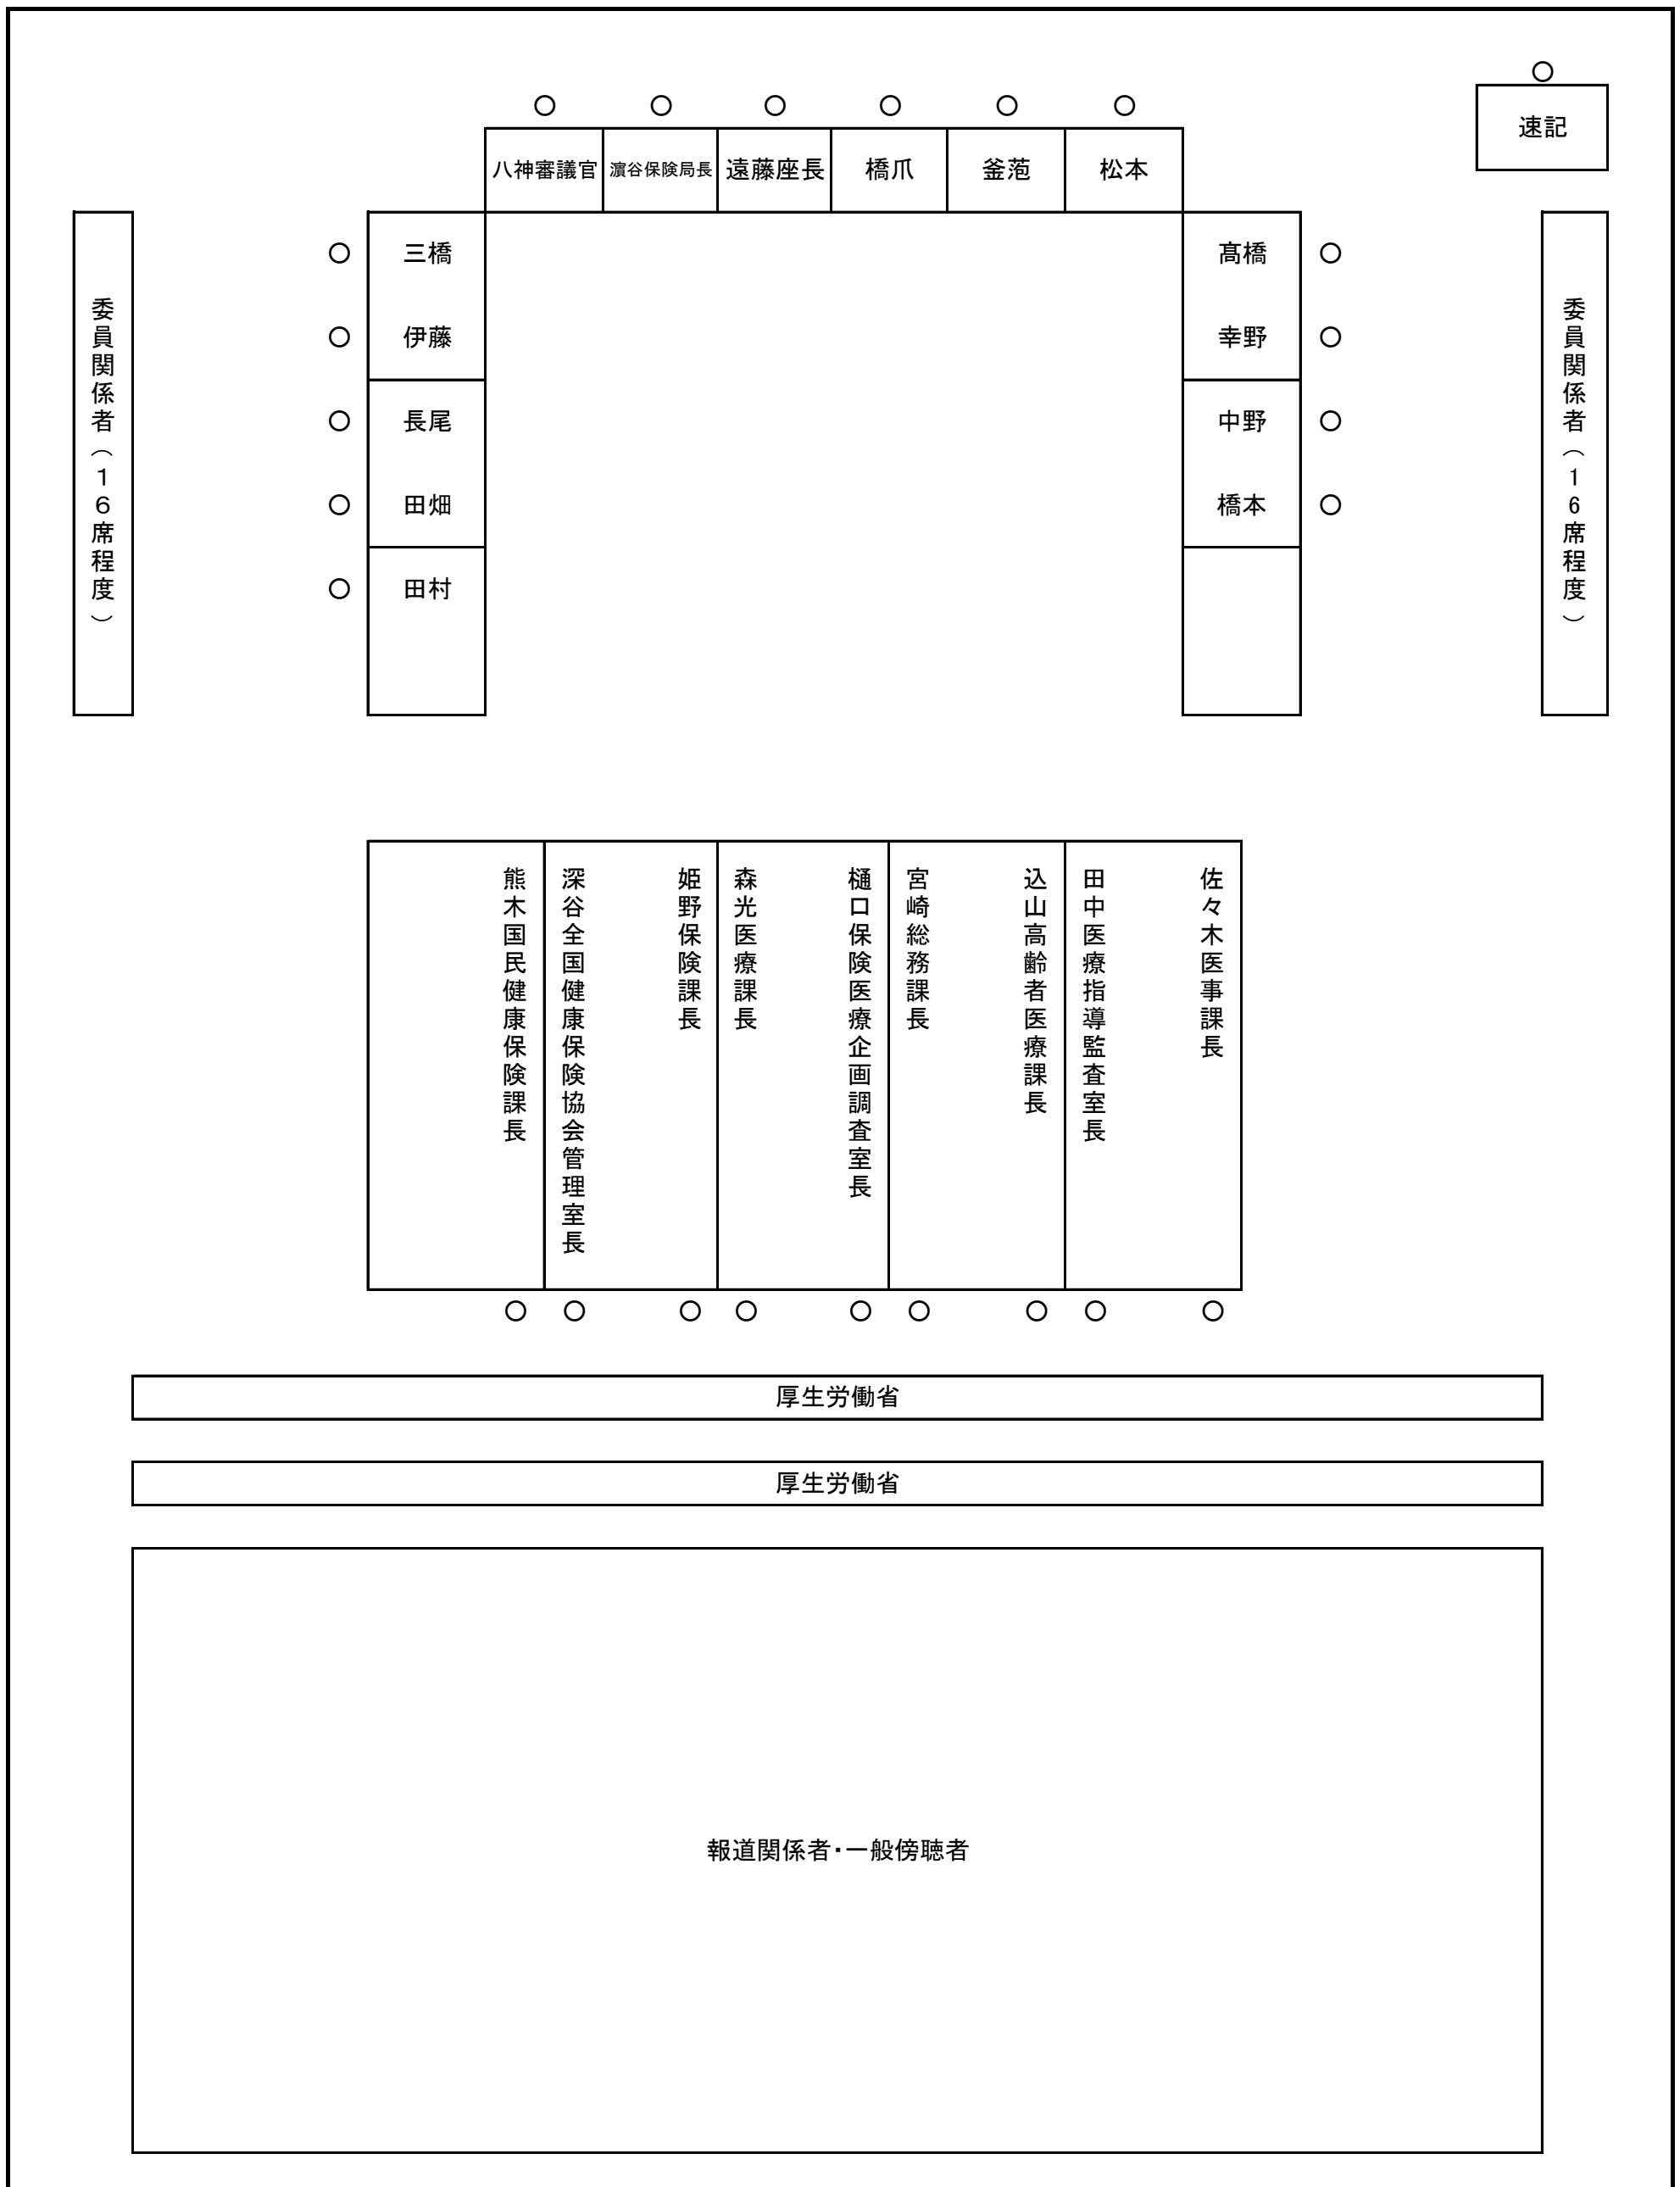 速記
八神審議官
濵谷保険局長
遠藤座長
橋爪
釜萢
松本
三橋
伊藤
長尾
田畑
田村
髙橋
幸野
中野
橋本
委員関係者（１６席程度）
委員関係者（１６席程度）
熊木国民健康保険課長
深谷全国健康保険協会管理室長
姫野保険課長
森光医療課長
樋口保険医療企画調査室長
宮崎総務課長
込山高齢者医療課長
田中医療指導監査室長
佐々木医事課長
厚生労働省
厚生労働省
報道関係者・一般傍聴者